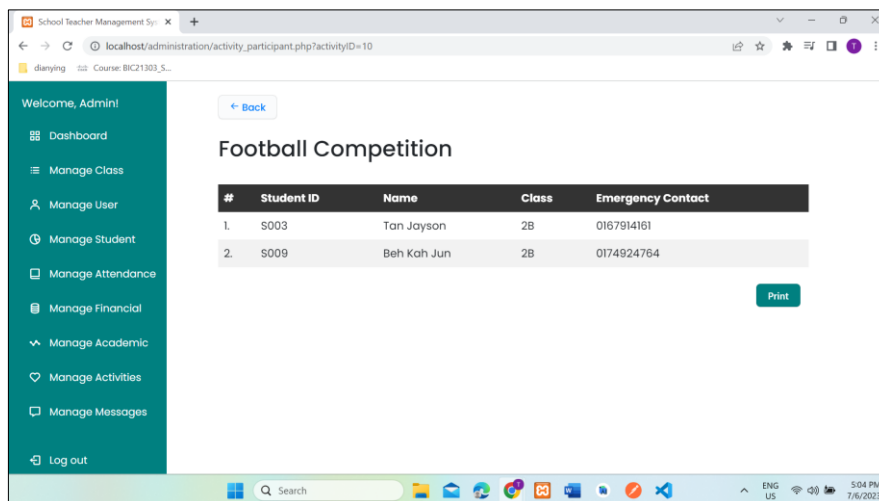 School Teacher Management Sys
localhost/administration/activity_participant.php?activityID=10
T
dianying
Course: BIC21303_S...
Welcome, Admin!
Dashboard
Manage Class
Manage User
Manage Student
Manage Attendance
Manage Financial
Manage Academic
Manage Activities
Manage Messages
Log out
← Back
Football Competition
# Student ID Name Class Emergency Contact
1. S003 Tan Jayson 2B 0167914161
2. S009 Beh Kah Jun 2B 0174924764
Print
Search
ENG
US
5:04 PM
7/6/2023